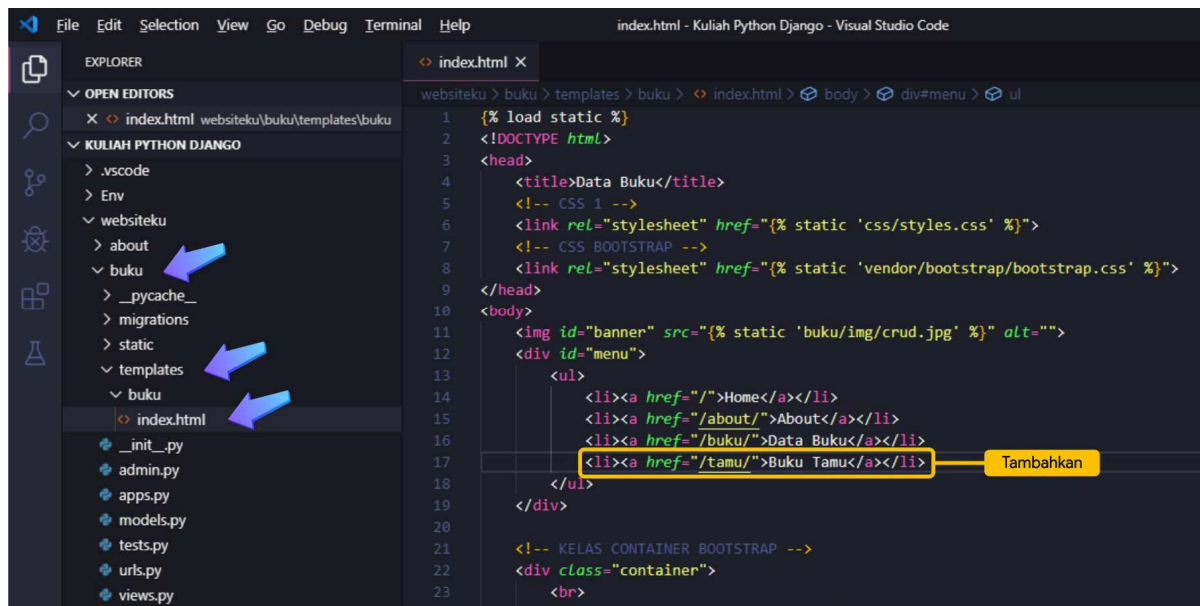 File Edit Selection View Go Debug Terminal Help index.html - Kuliah Python Django - Visual Studio Code
EXPLORER
OPEN EDITORS
index.html websiteku\buku\templates\buku
KULIAH PYTHON DJANGO
.vscode
Env
websiteku
about
buku
__pycache__
migrations
static
templates
buku
index.html
__init__.py
admin.py
apps.py
models.py
tests.py
urls.py
views.py
index.html
websiteku > buku > templates > buku > index.html > body > div#menu > ul
1 {% load static %}
2 <!DOCTYPE html>
3 <head>
4 <title>Data Buku</title>
5 <!-- CSS 1 -->
6 <link rel="stylesheet" href="{% static 'css/styles.css' %}">
7 <!-- CSS BOOTSTRAP -->
8 <link rel="stylesheet" href="{% static 'vendor/bootstrap/bootstrap.css' %}">
9 </head>
10 <body>
11 <img id="banner" src="{% static 'buku/img/crud.jpg' %}" alt="">
12 <div id="menu">
13 <ul>
14 <li><a href="/">Home</a></li>
15 <li><a href="/about/">About</a></li>
16 <li><a href="/buku/">Data Buku</a></li>
17 <li><a href="/tamu/">Buku Tamu</a></li> Tambahkan
18 </ul>
19 </div>
20
21 <!-- KELAS CONTAINER BOOTSTRAP -->
22 <div class="container">
23 <br>